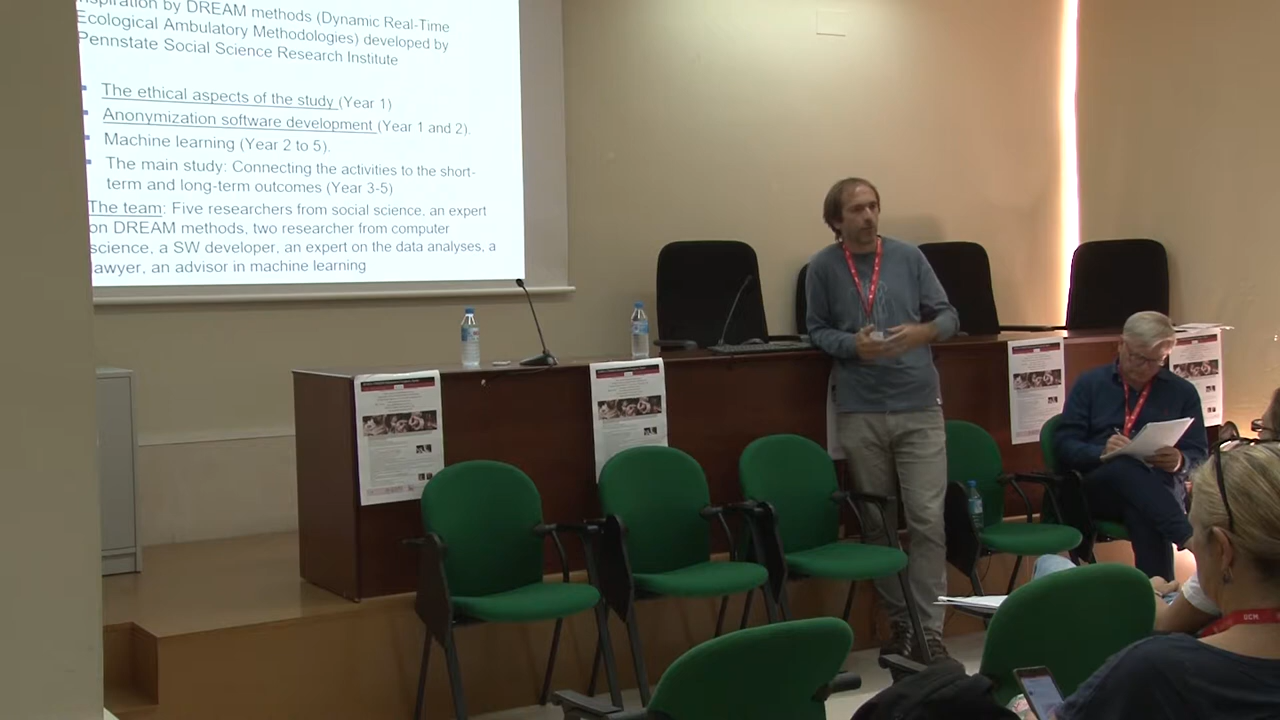 nspiration by DREAM methods (Dynamic Real-Time
Ecological Ambulatory Methodologies) developed by
Pennstate Social Science Research Institute
The ethical aspects of the study (Year 1)
Anonymization software development (Year 1 and 2).
Machine learning (Year 2 to 5).
The main study: Connecting the activities to the short-
term and long-term outcomes (Year 3-5)
The team: Five researchers from social science, an expert
on DREAM methods, two researcher from computer
science, a SW developer, an expert on the data analyses, a
lawyer, an advisor in machine learning
UCM